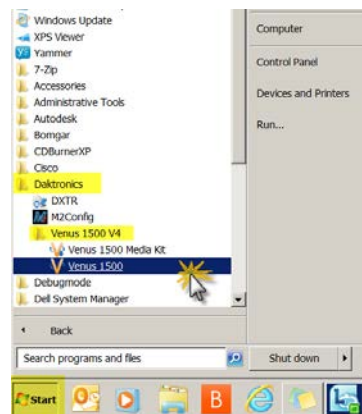 Windows Update
XPS Viewer
Yammer
7-Zip
Accessories
Administrative Tools
Autodesk
Bomgar
CDBurnerXP
Cisco
Daktronics
DXTR
M2Config
Venus 1500 V4
Venus 1500 Media Kit
Venus 1500
Debugmode
Dell System Manager
Back
Search programs and files
Computer
Control Panel
Devices and Printers
Run...
Shut down
Start